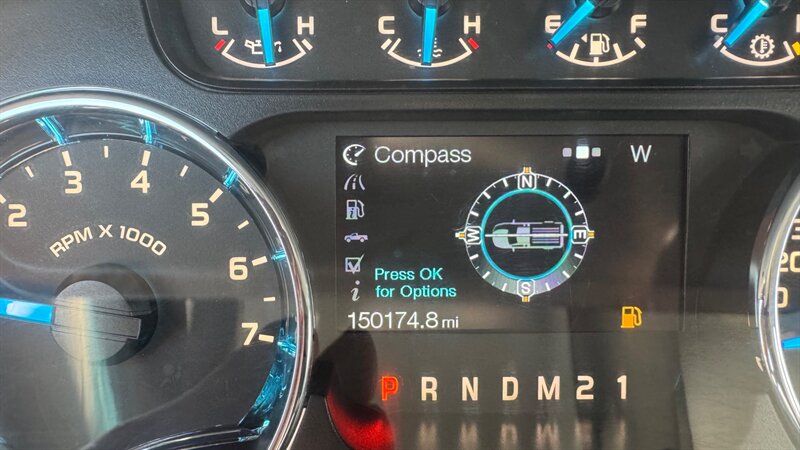 L H
C H
E F
C
Compass W
N
W E
S
Press OK
for Options
150174.8 mi
2 3 4 5 6 7
RPM X 1000
P R N D M 2 1